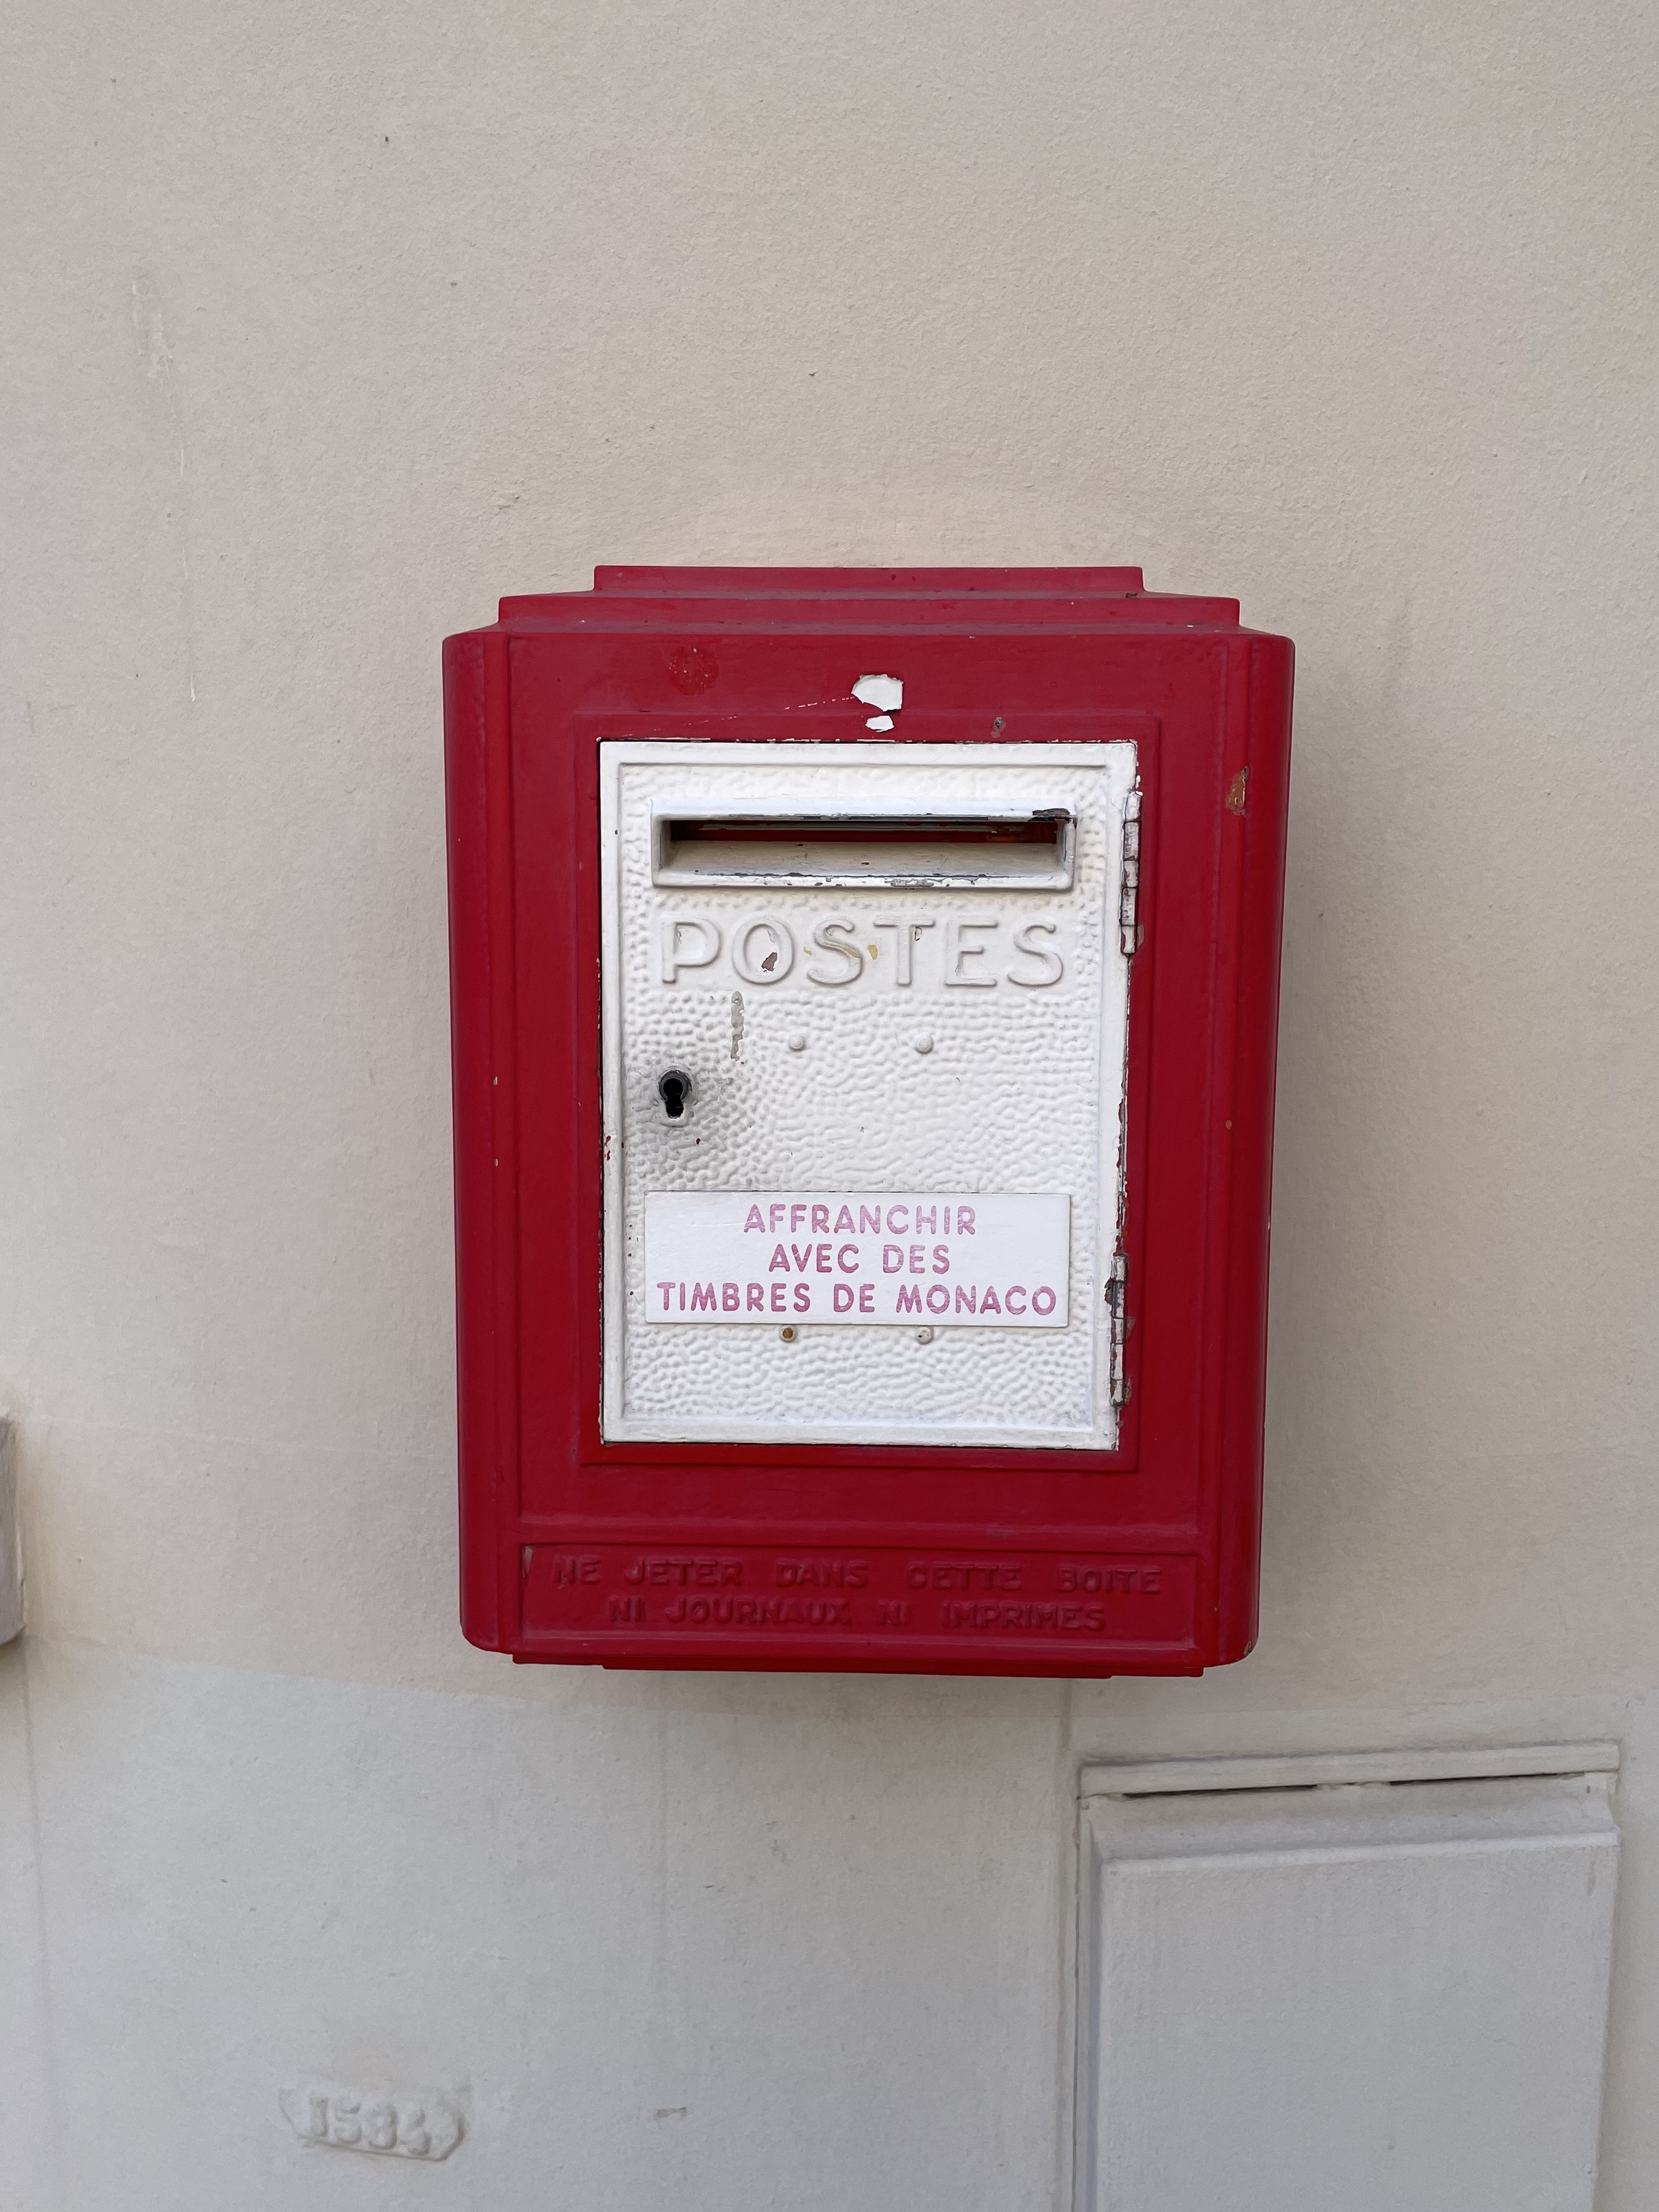 POSTES
AFFRANCHIR
AVEC DES
TIMBRES DE MONACO
NE JETER DANS CETTE BOITE
NI JOURNAUX NI IMPRIMES